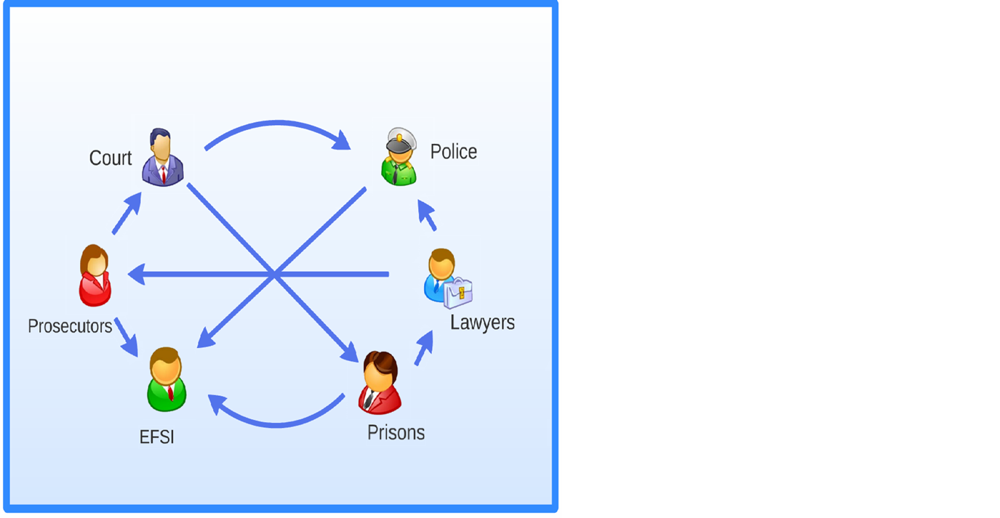 Court
Police
Prosecutors
Lawyers
EFSI
Prisons